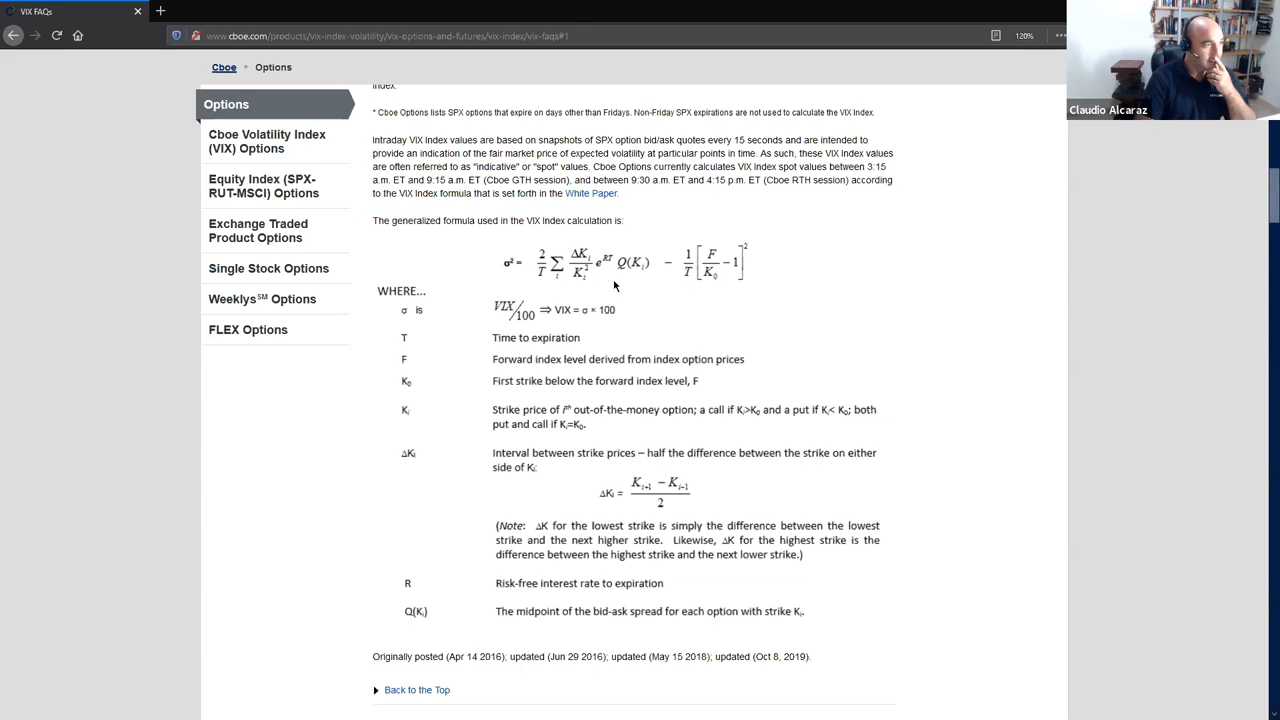 VIX FAQs
www.cboe.com/products/vix-index-volatility/vix-options-and-futures/vix-index/vix-faqs#1
120%
Claudio Alcaraz
Cboe Options
Options
Cboe Volatility Index
(VIX) Options
Equity Index (SPX-
RUT-MSCI) Options
Exchange Traded
Product Options
Single Stock Options
Weeklys℠ Options
FLEX Options
index.
* Cboe Options lists SPX options that expire on days other than Fridays. Non-Friday SPX expirations are not used to calculate the VIX Index.
Intraday VIX Index values are based on snapshots of SPX option bid/ask quotes every 15 seconds and are intended to
provide an indication of the fair market price of expected volatility at particular points in time. As such, these VIX Index values
are often referred to as "indicative" or "spot" values. Cboe Options currently calculates VIX Index spot values between 3:15
a.m. ET and 9:15 a.m. ET (Cboe GTH session), and between 9:30 a.m. ET and 4:15 p.m. ET (Cboe RTH session) according
to the VIX Index formula that is set forth in the White Paper.
The generalized formula used in the VIX Index calculation is:
σ² = 2/T ∑i ΔKi/Ki² e^RT Q(Ki) − 1/T [F/K0 − 1]²
WHERE...
σ is VIX/100 ⇒ VIX = σ × 100
T Time to expiration
F Forward index level derived from index option prices
K₀ First strike below the forward index level, F
Ki Strike price of ith out-of-the-money option; a call if Ki>K₀ and a put if Ki< K₀; both
put and call if Ki=K₀.
ΔKi Interval between strike prices – half the difference between the strike on either
side of Ki:
ΔKi = Ki+1 − Ki−1 / 2
(Note: ΔK for the lowest strike is simply the difference between the lowest
strike and the next higher strike. Likewise, ΔK for the highest strike is the
difference between the highest strike and the next lower strike.)
R Risk-free interest rate to expiration
Q(Ki) The midpoint of the bid-ask spread for each option with strike Ki.
Originally posted (Apr 14 2016); updated (Jun 29 2016); updated (May 15 2018); updated (Oct 8, 2019).
Back to the Top